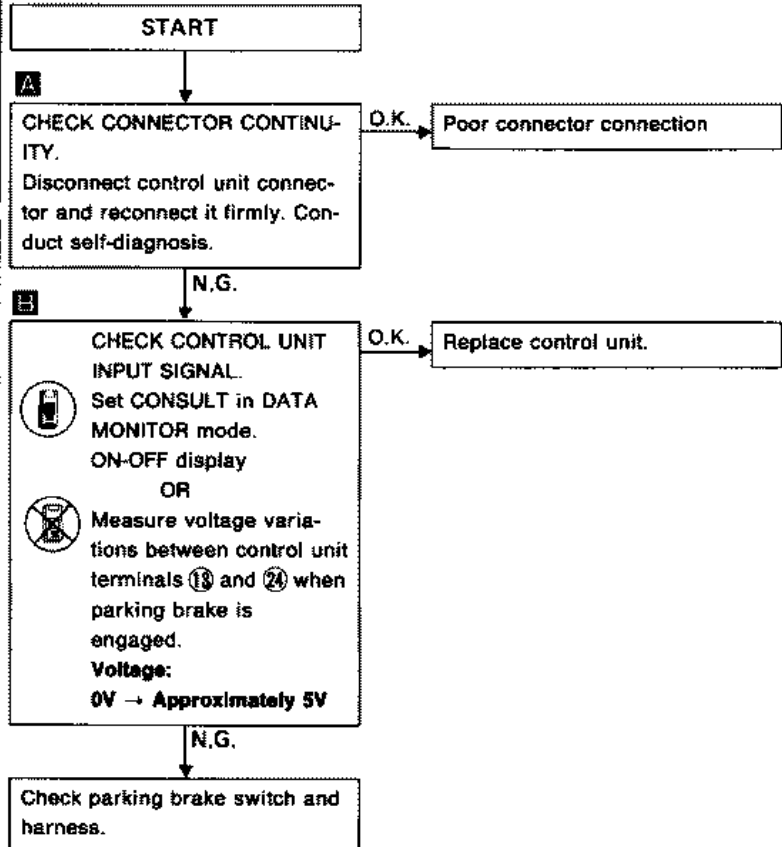 START
A
CHECK CONNECTOR CONTINU-
ITY.
Disconnect control unit connec-
tor and reconnect it firmly. Con-
duct self-diagnosis.
O.K.
Poor connector connection
N.G.
B
CHECK CONTROL UNIT
INPUT SIGNAL.
Set CONSULT in DATA
MONITOR mode.
ON-OFF display
OR
Measure voltage varia-
tions between control unit
terminals and ㉔ when
parking brake is
engaged.
Voltage:
0V → Approximately 5V
O.K.
Replace control unit.
N.G.
Check parking brake switch and
harness.